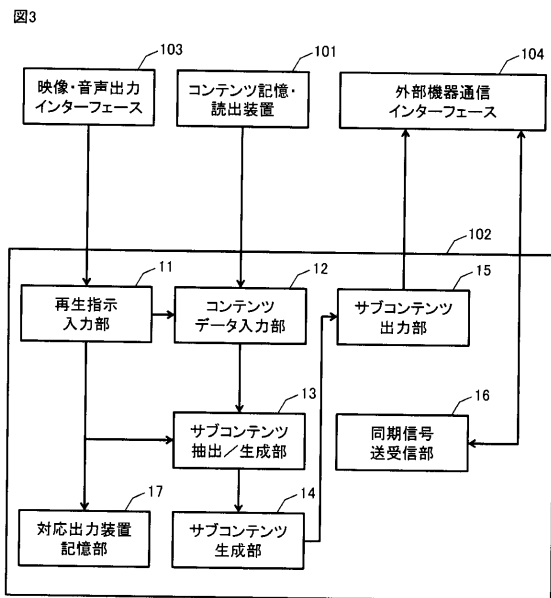 図3
103
映像・音声出力
インターフェース
101
コンテンツ記憶・
読出装置
104
外部機器通信
インターフェース
102
11
再生指示
入力部
12
コンテンツ
データ入力部
15
サブコンテンツ
出力部
13
サブコンテンツ
抽出／生成部
16
同期信号
送受信部
17
対応出力装置
記憶部
14
サブコンテンツ
生成部